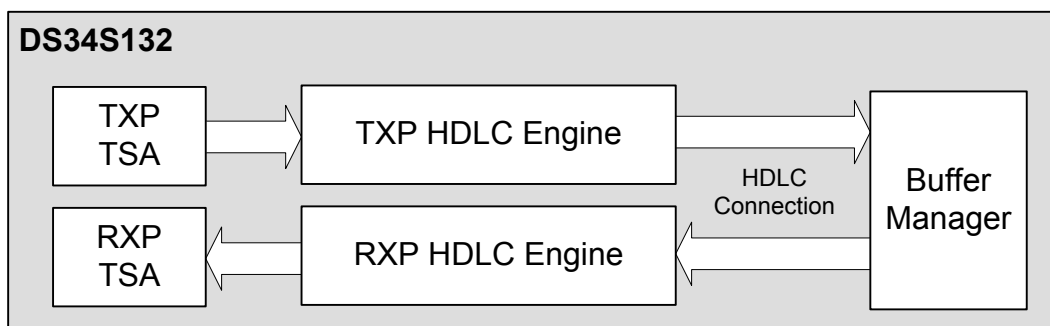 DS34S132
TXP
TSA
TXP HDLC Engine
HDLC
Connection
Buffer
Manager
RXP
TSA
RXP HDLC Engine